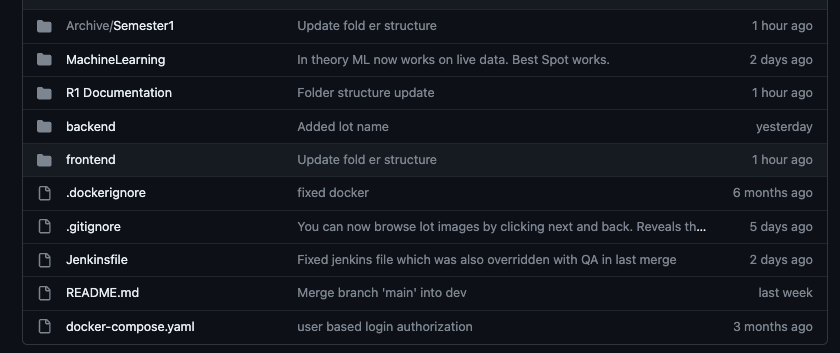 Archive/Semester1 Update fold er structure 1 hour ago
MachineLearning In theory ML now works on live data. Best Spot works. 2 days ago
R1 Documentation Folder structure update 1 hour ago
backend Added lot name yesterday
frontend Update fold er structure 1 hour ago
.dockerignore fixed docker 6 months ago
.gitignore You can now browse lot images by clicking next and back. Reveals th... 5 days ago
Jenkinsfile Fixed jenkins file which was also overridden with QA in last merge 2 days ago
README.md Merge branch 'main' into dev last week
docker-compose.yaml user based login authorization 3 months ago